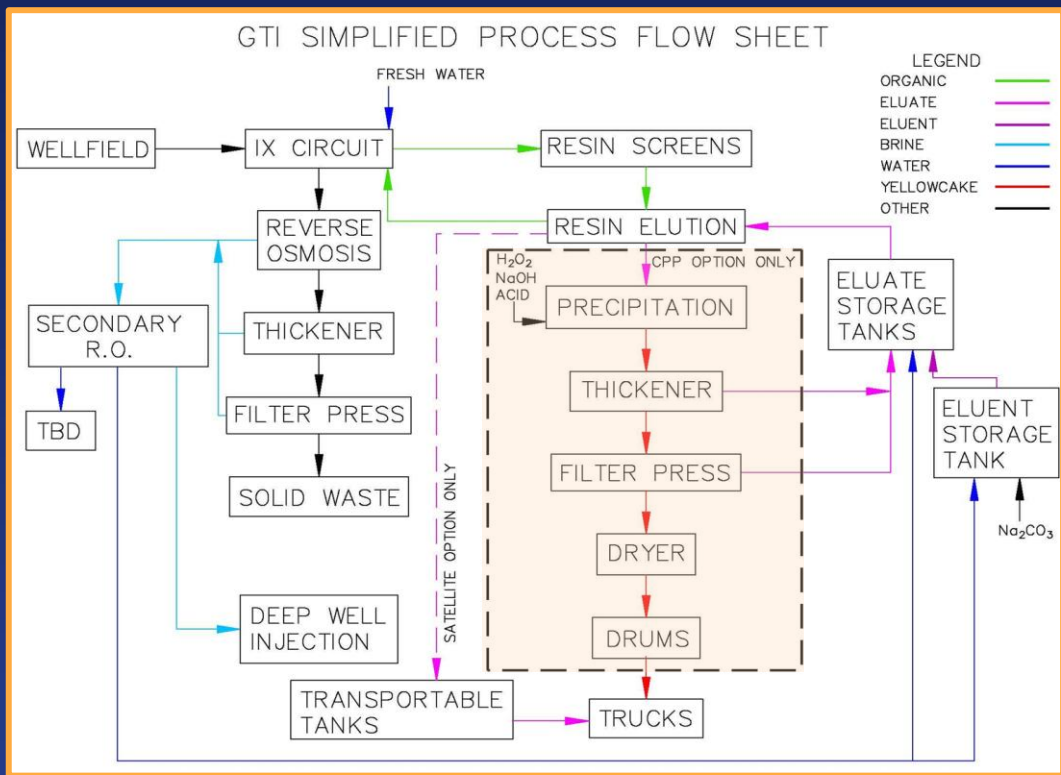 GTI SIMPLIFIED PROCESS FLOW SHEET
FRESH WATER
LEGEND
ORGANIC
ELUATE
ELUENT
BRINE
WATER
YELLOWCAKE
OTHER
WELLFIELD
IX CIRCUIT
RESIN SCREENS
REVERSE
OSMOSIS
RESIN ELUTION
H₂O₂
NaOH
ACID
CPP OPTION ONLY
PRECIPITATION
ELUATE
STORAGE
TANKS
SECONDARY
R.O.
THICKENER
THICKENER
TBD
FILTER PRESS
ELUENT
STORAGE
TANK
FILTER PRESS
SOLID WASTE
Na₂CO₃
SATELLITE OPTION ONLY
DRYER
DEEP WELL
INJECTION
DRUMS
TRANSPORTABLE
TANKS
TRUCKS